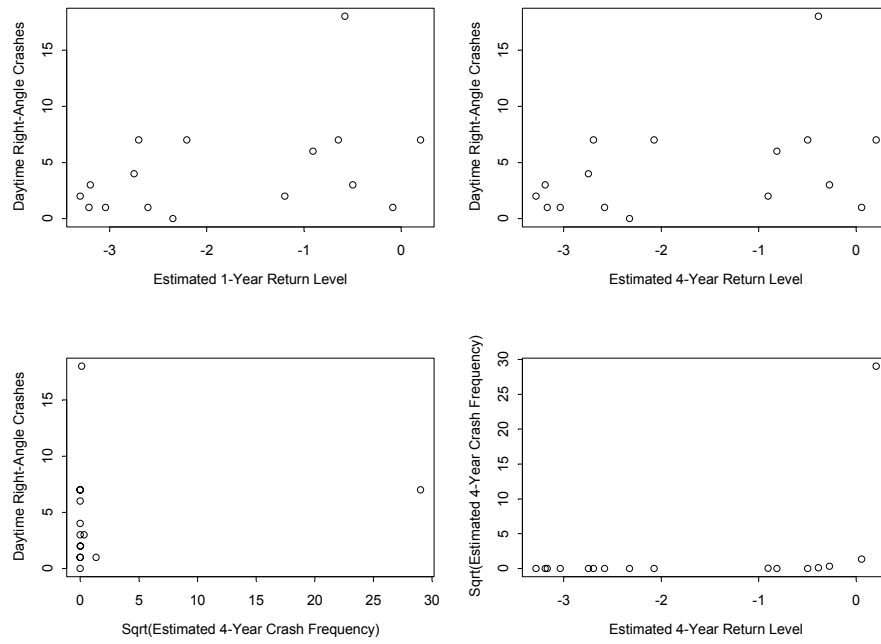 Daytime Right-Angle Crashes
15
10
5
0
-3 -2 -1 0
Estimated 1-Year Return Level
Daytime Right-Angle Crashes
15
10
5
0
-3 -2 -1 0
Estimated 4-Year Return Level
Daytime Right-Angle Crashes
15
10
5
0
0 5 10 15 20 25 30
Sqrt(Estimated 4-Year Crash Frequency)
Sqrt(Estimated 4-Year Crash Frequency)
30
25
20
15
10
5
0
-3 -2 -1 0
Estimated 4-Year Return Level